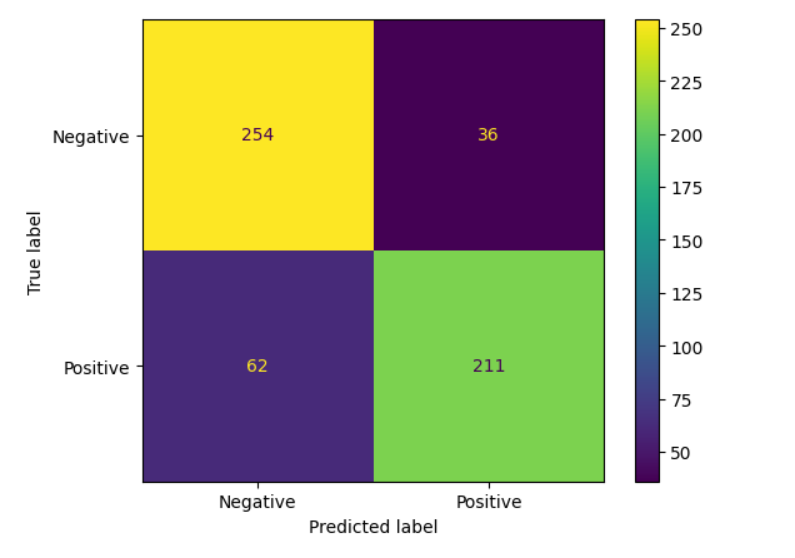 True label
Negative
Positive
254
36
62
211
Negative
Positive
Predicted label
250
225
200
175
150
125
100
75
50